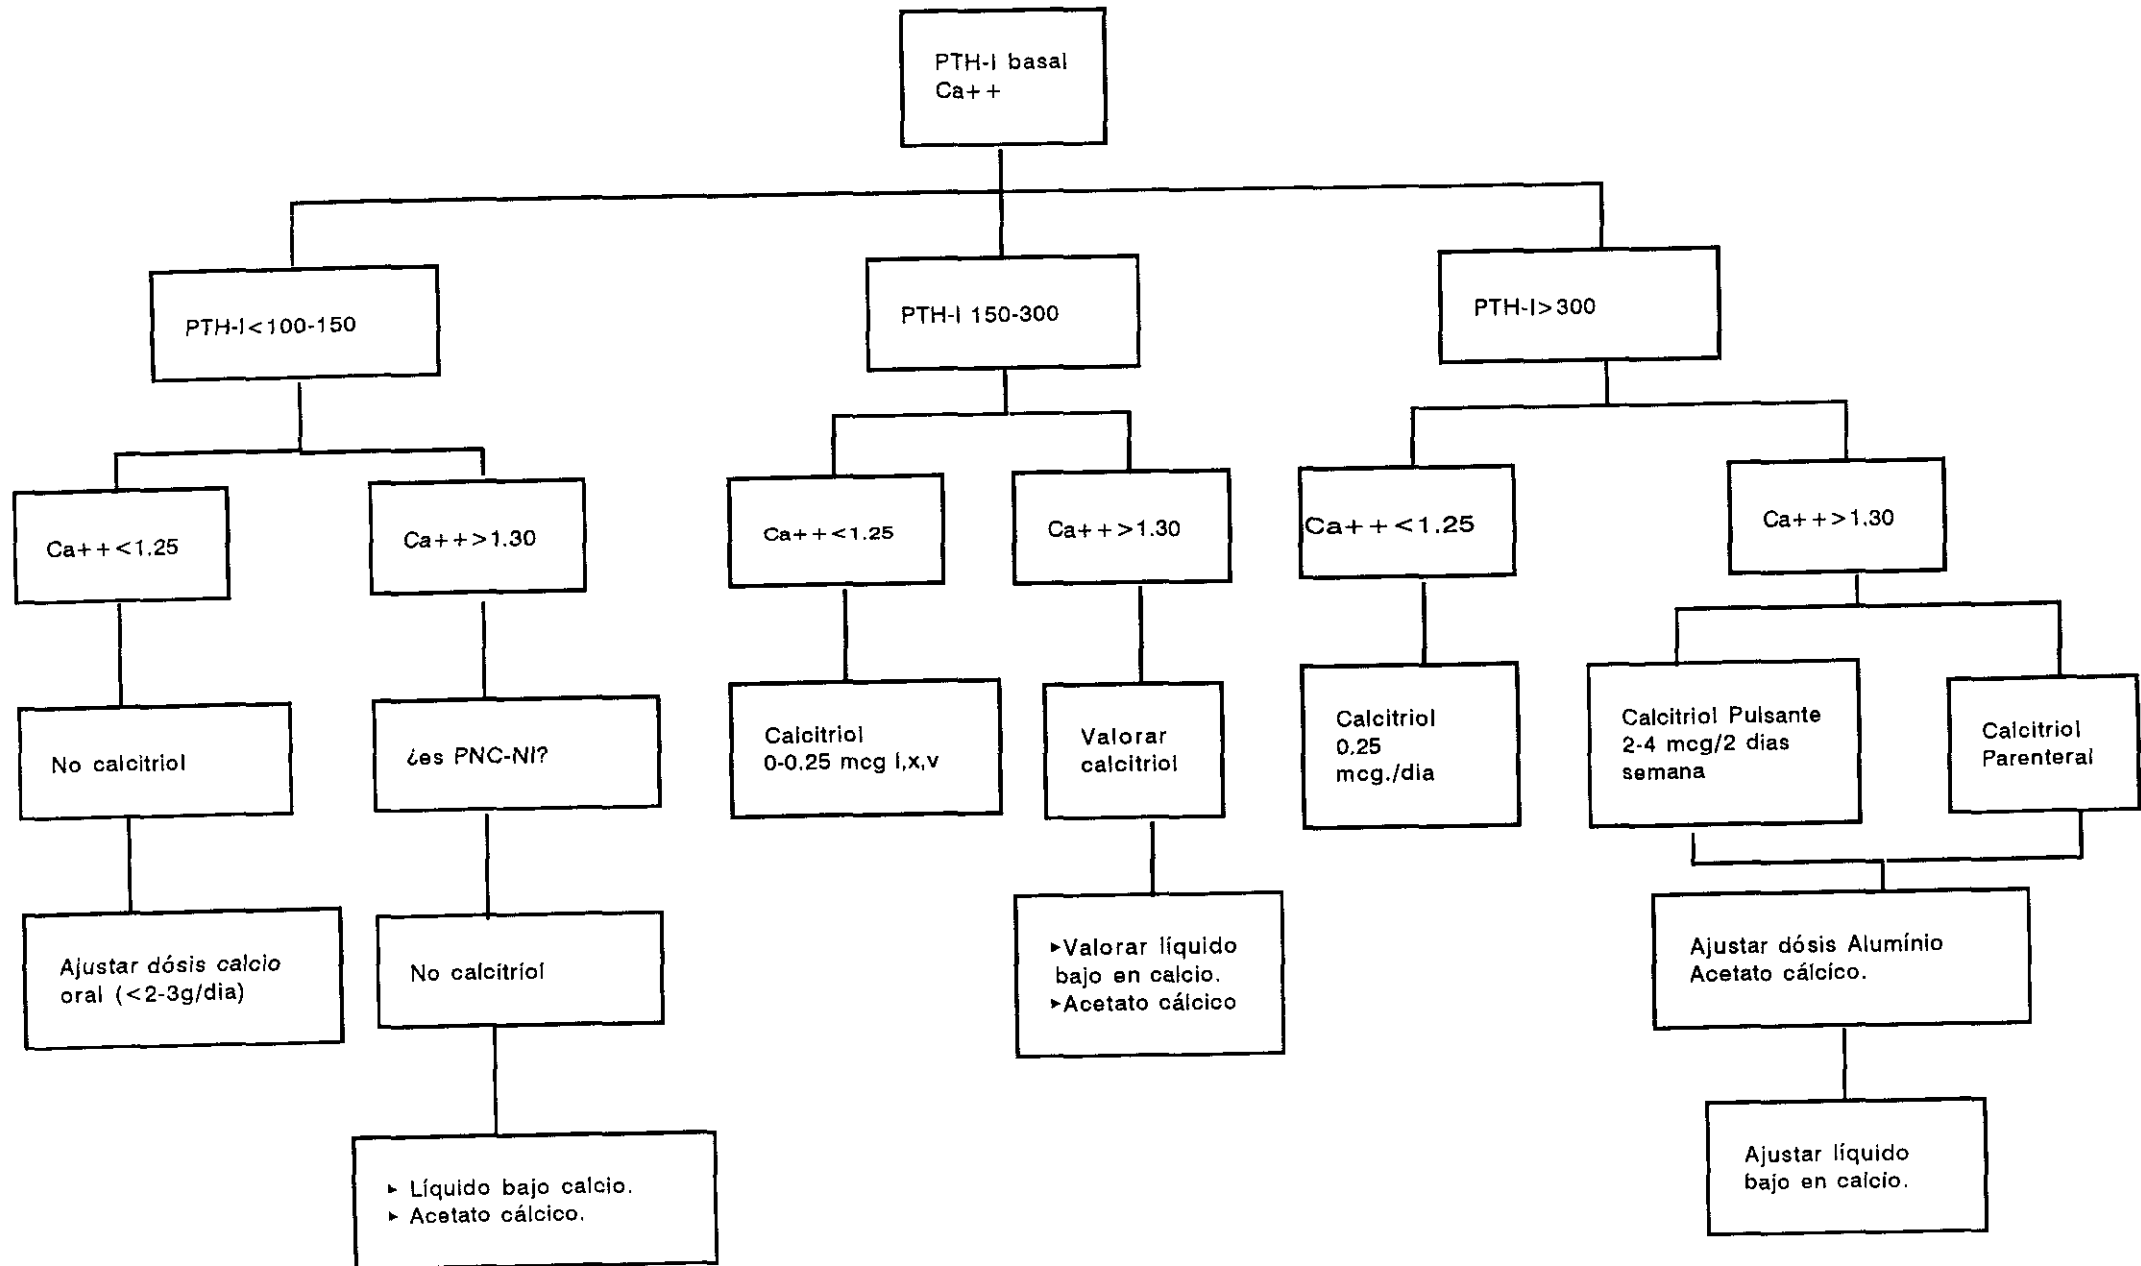 PTH-I basal
Ca++
PTH-I<100-150
PTH-I 150-300
PTH-I>300
Ca++<1.25
Ca++>1.30
Ca++<1.25
Ca++>1.30
Ca++<1.25
Ca++>1.30
No calcitriol
¿es PNC-NI?
Calcitriol
0-0.25 mcg l,x,v
Valorar
calcitriol
Calcitriol
0.25
mcg./dia
Calcitriol Pulsante
2-4 mcg/2 dias
semana
Calcitriol
Parenteral
Ajustar dósis calcio
oral (<2-3g/dia)
No calcitriol
▸Valorar líquido
bajo en calcio.
▸Acetato cálcico
Ajustar dósis Alumínio
Acetato cálcico.
▸ Líquido bajo calcio.
▸ Acetato cálcico.
Ajustar líquido
bajo en calcio.